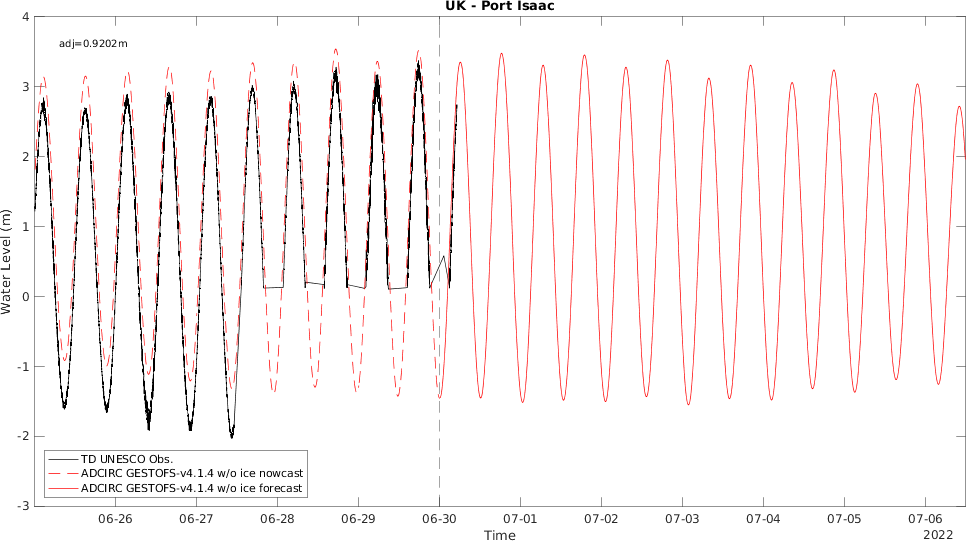 UK - Port Isaac
adj=0.9202m
Water Level (m)
4
3
2
1
0
-1
-2
-3
TD UNESCO Obs.
ADCIRC GESTOFS-v4.1.4 w/o ice nowcast
ADCIRC GESTOFS-v4.1.4 w/o ice forecast
06-26 06-27 06-28 06-29 06-30 07-01 07-02 07-03 07-04 07-05 07-06
Time
2022